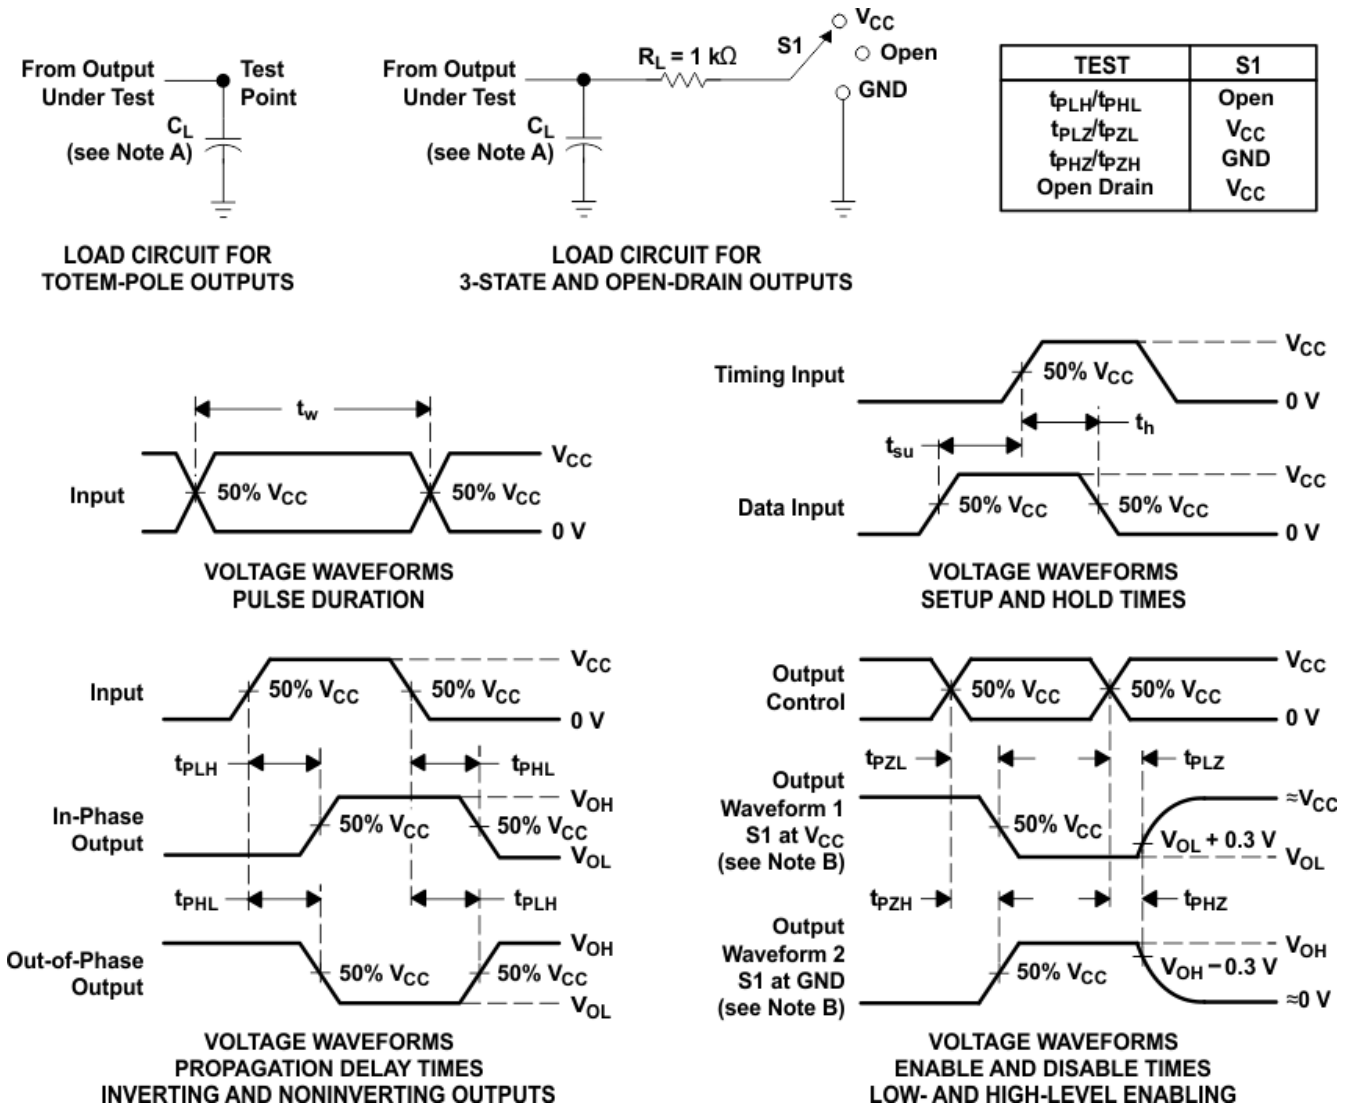 From Output
Under Test
Test
Point
CL
(see Note A)
LOAD CIRCUIT FOR
TOTEM-POLE OUTPUTS
From Output
Under Test
CL
(see Note A)
RL = 1 kΩ
S1
VCC
Open
GND
LOAD CIRCUIT FOR
3-STATE AND OPEN-DRAIN OUTPUTS
TEST S1
tPLH/tPHL Open
tPLZ/tPZL VCC
tPHZ/tPZH GND
Open Drain VCC
tw
Input
50% VCC
50% VCC
VCC
0 V
VOLTAGE WAVEFORMS
PULSE DURATION
Timing Input
50% VCC
VCC
0 V
th
tsu
Data Input
50% VCC
50% VCC
VCC
0 V
VOLTAGE WAVEFORMS
SETUP AND HOLD TIMES
Input
50% VCC
50% VCC
VCC
0 V
tPLH
tPHL
In-Phase
Output
50% VCC
50% VCC
VOH
VOL
tPHL
tPLH
Out-of-Phase
Output
50% VCC
50% VCC
VOH
VOL
VOLTAGE WAVEFORMS
PROPAGATION DELAY TIMES
INVERTING AND NONINVERTING OUTPUTS
Output
Control
50% VCC
50% VCC
VCC
0 V
tPZL
tPLZ
Output
Waveform 1
S1 at VCC
(see Note B)
50% VCC
VOL + 0.3 V
≈VCC
VOL
tPZH
tPHZ
Output
Waveform 2
S1 at GND
(see Note B)
50% VCC
VOH − 0.3 V
VOH
≈0 V
VOLTAGE WAVEFORMS
ENABLE AND DISABLE TIMES
LOW- AND HIGH-LEVEL ENABLING